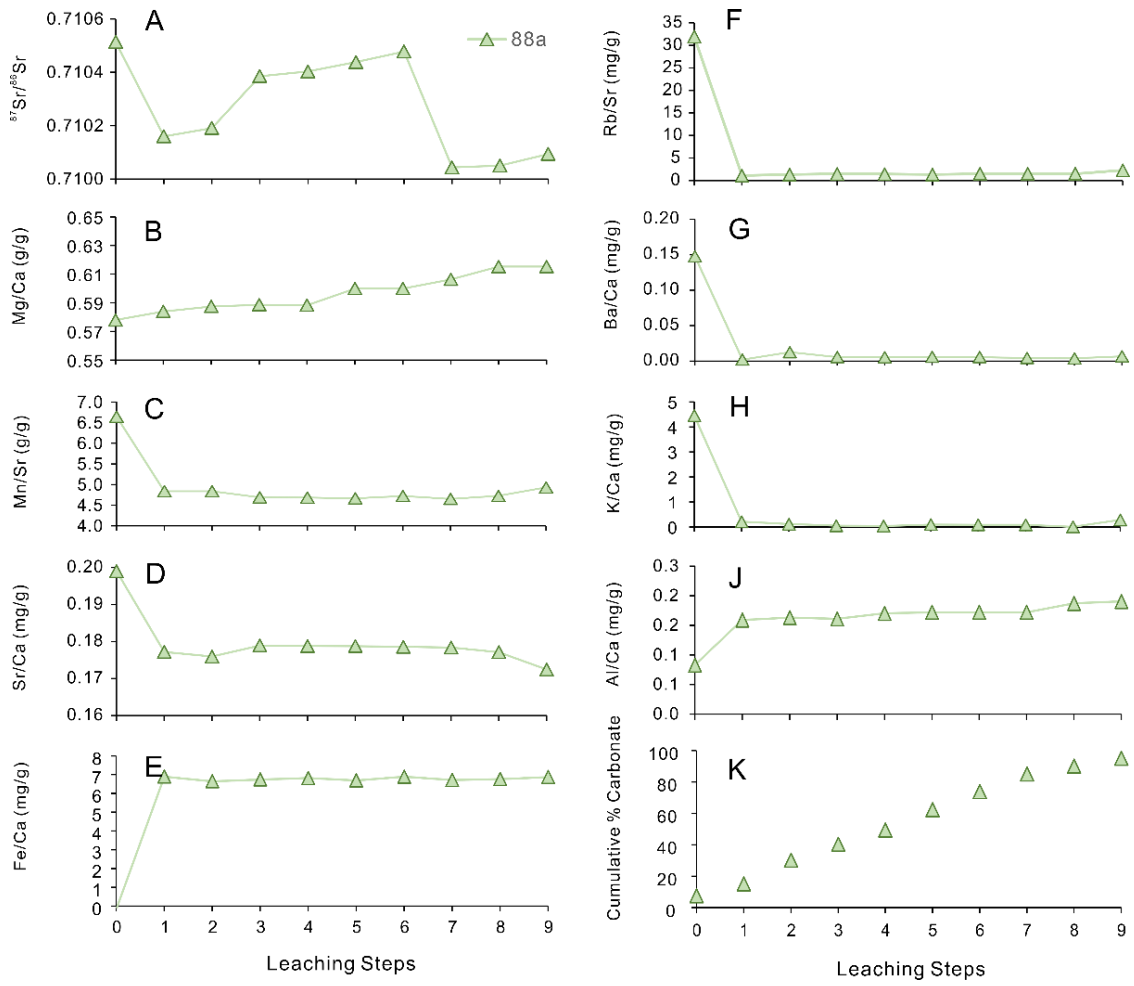 A
88a
⁸⁷Sr/⁸⁶Sr
0.7106
0.7104
0.7102
0.7100
B
Mg/Ca (g/g)
0.65
0.63
0.61
0.59
0.57
0.55
C
Mn/Sr (g/g)
7.0
6.5
6.0
5.5
5.0
4.5
4.0
D
Sr/Ca (mg/g)
0.20
0.19
0.18
0.17
0.16
E
Fe/Ca (mg/g)
8
7
6
5
4
3
2
1
0
0 1 2 3 4 5 6 7 8 9
Leaching Steps
F
Rb/Sr (mg/g)
35
30
25
20
15
10
5
0
G
Ba/Ca (mg/g)
0.20
0.15
0.10
0.05
0.00
H
K/Ca (mg/g)
5
4
3
2
1
0
J
Al/Ca (mg/g)
0.3
0.2
0.2
0.1
0.1
0.0
K
Cumulative % Carbonate
100
80
60
40
20
0
0 1 2 3 4 5 6 7 8 9
Leaching Steps